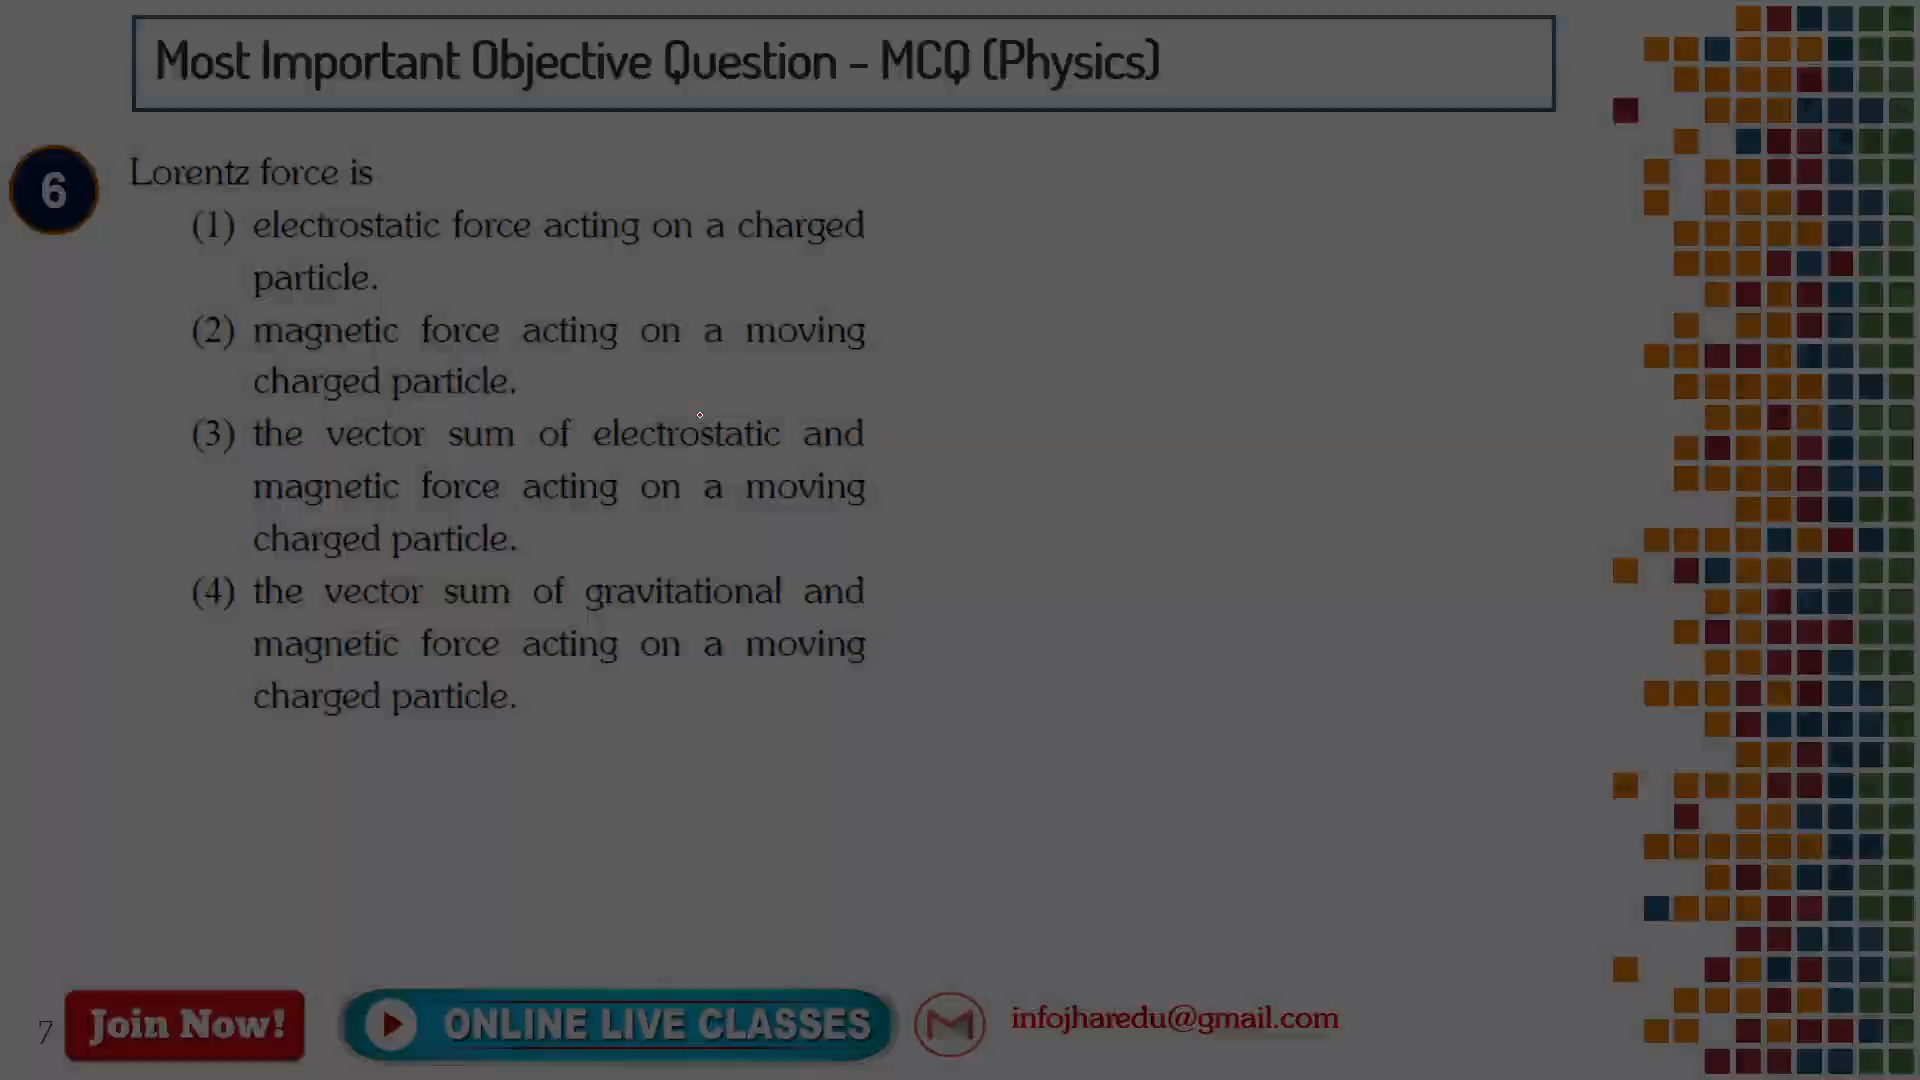 Most Important Objective Question – MCQ (Physics)
6
Lorentz force is
(1) electrostatic force acting on a charged
particle.
(2) magnetic force acting on a moving
charged particle.
(3) the vector sum of electrostatic and
magnetic force acting on a moving
charged particle.
(4) the vector sum of gravitational and
magnetic force acting on a moving
charged particle.
7
Join Now!
ONLINE LIVE CLASSES
infojharedu@gmail.com